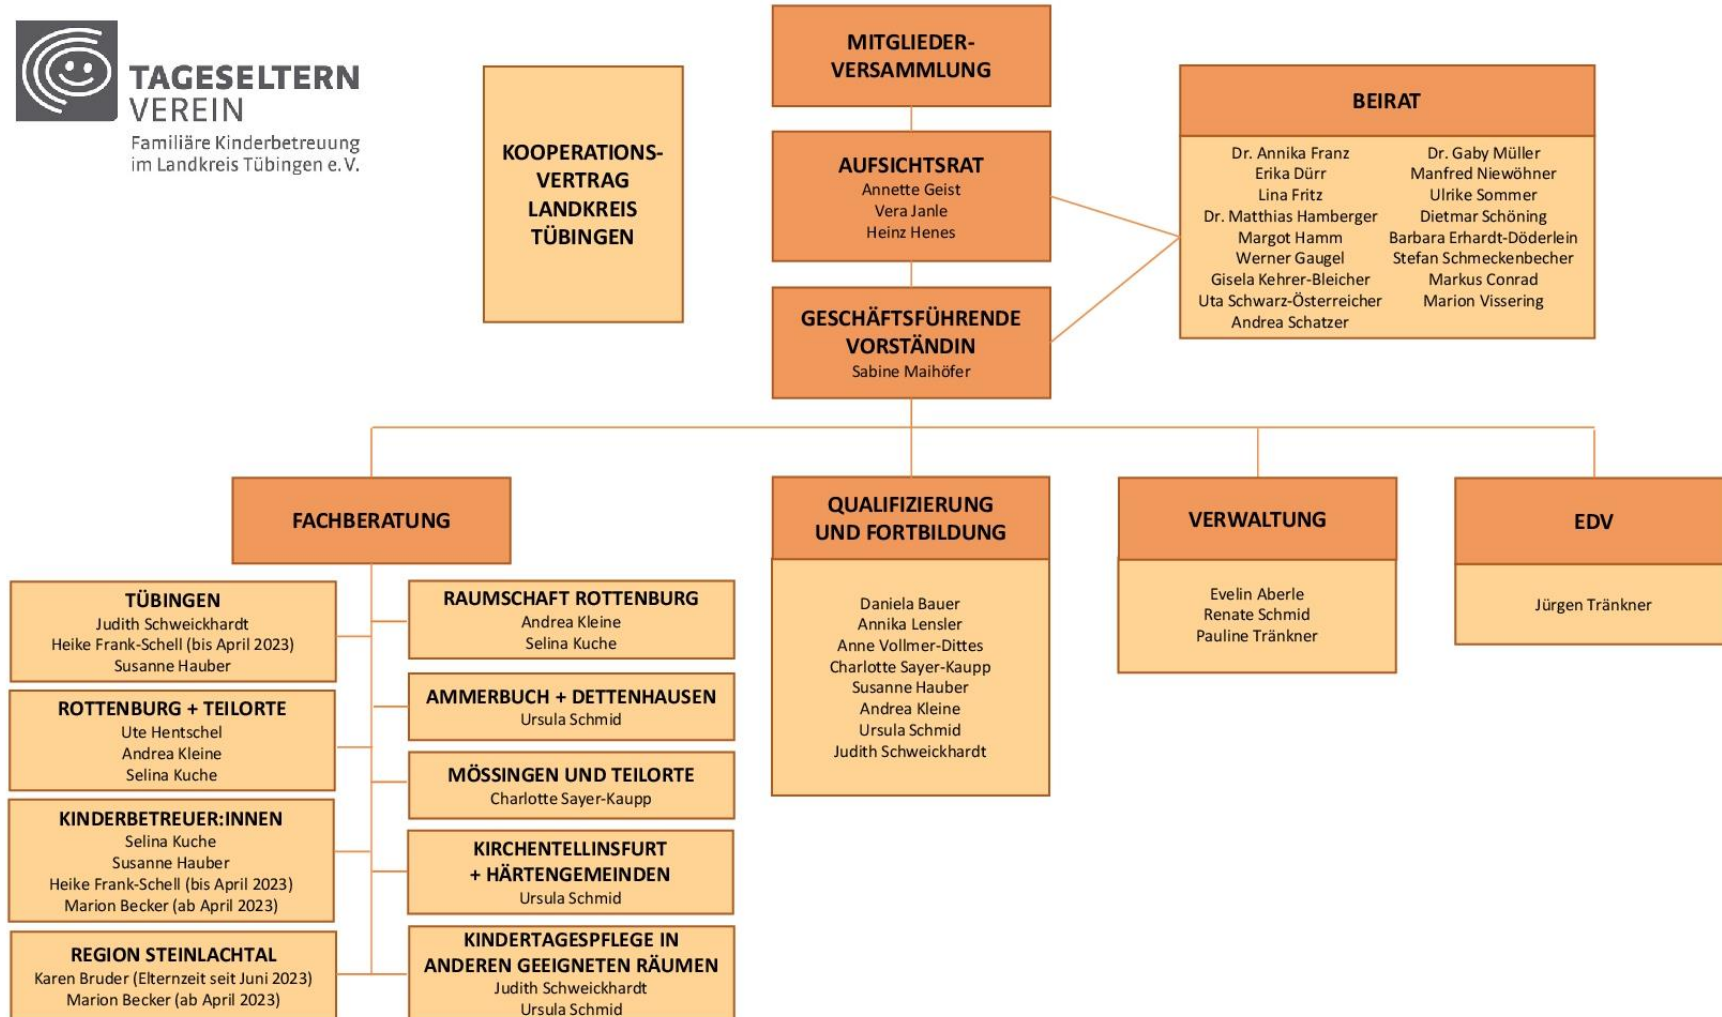 TAGESELTERN
VEREIN
Familiäre Kinderbetreuung
im Landkreis Tübingen e. V.
KOOPERATIONS-
VERTRAG
LANDKREIS
TÜBINGEN
MITGLIEDER-
VERSAMMLUNG
AUFSICHTSRAT
Annette Geist
Vera Janle
Heinz Henes
GESCHÄFTSFÜHRENDE
VORSTÄNDIN
Sabine Maihöfer
BEIRAT
Dr. Annika Franz
Erika Dürr
Lina Fritz
Dr. Matthias Hamberger
Margot Hamm
Werner Gaugel
Gisela Kehrer-Bleicher
Uta Schwarz-Österreicher
Andrea Schatzer
Dr. Gaby Müller
Manfred Niewöhner
Ulrike Sommer
Dietmar Schöning
Barbara Erhardt-Döderlein
Stefan Schmeckenbecher
Markus Conrad
Marion Vissering
FACHBERATUNG
TÜBINGEN
Judith Schweickhardt
Heike Frank-Schell (bis April 2023)
Susanne Hauber
ROTTENBURG + TEILORTE
Ute Hentschel
Andrea Kleine
Selina Kuche
KINDERBETREUER:INNEN
Selina Kuche
Susanne Hauber
Heike Frank-Schell (bis April 2023)
Marion Becker (ab April 2023)
REGION STEINLACHTAL
Karen Bruder (Elternzeit seit Juni 2023)
Marion Becker (ab April 2023)
RAUMSCHAFT ROTTENBURG
Andrea Kleine
Selina Kuche
AMMERBUCH + DETTENHAUSEN
Ursula Schmid
MÖSSINGEN UND TEILORTE
Charlotte Sayer-Kaupp
KIRCHENTELLINSFURT
+ HÄRTENGEMEINDEN
Ursula Schmid
KINDERTAGESPFLEGE IN
ANDEREN GEEIGNETEN RÄUMEN
Judith Schweickhardt
Ursula Schmid
QUALIFIZIERUNG
UND FORTBILDUNG
Daniela Bauer
Annika Lensler
Anne Vollmer-Dittes
Charlotte Sayer-Kaupp
Susanne Hauber
Andrea Kleine
Ursula Schmid
Judith Schweickhardt
VERWALTUNG
Evelin Aberle
Renate Schmid
Pauline Tränkner
EDV
Jürgen Tränkner